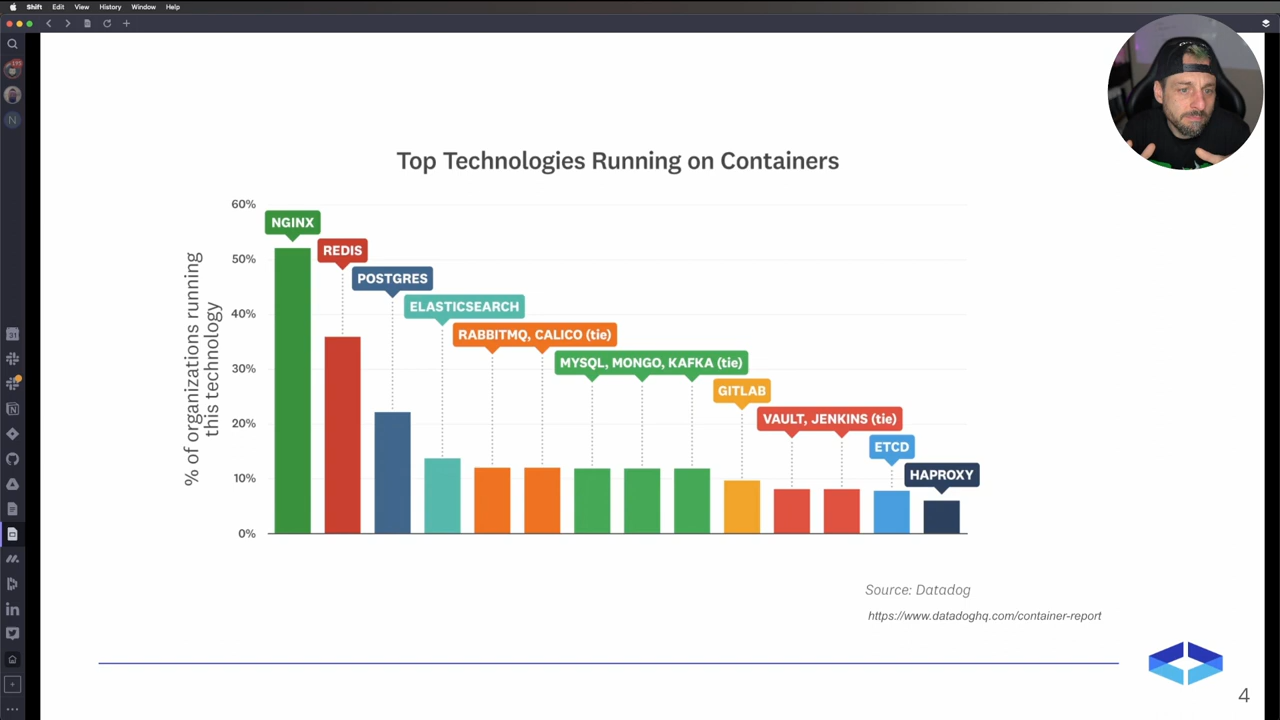 Shift Edit View History Window Help
195
N
31
Top Technologies Running on Containers
% of organizations running
this technology
60%
50%
40%
30%
20%
10%
0%
NGINX
REDIS
POSTGRES
ELASTICSEARCH
RABBITMQ, CALICO (tie)
MYSQL, MONGO, KAFKA (tie)
GITLAB
VAULT, JENKINS (tie)
ETCD
HAPROXY
Source: Datadog
https://www.datadoghq.com/container-report
4